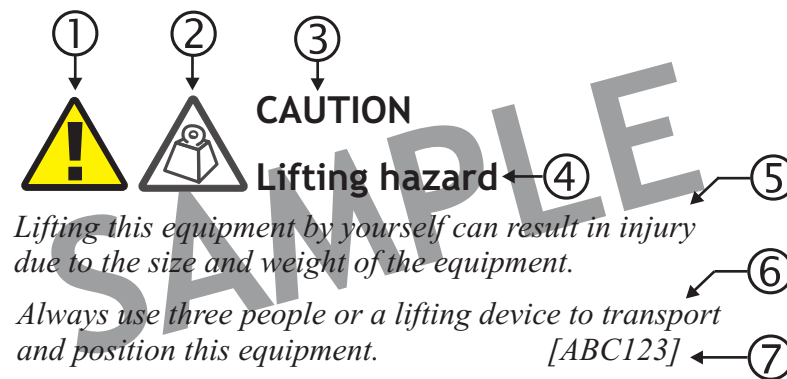 ① ② ③
CAUTION
Lifting hazard ④
⑤
Lifting this equipment by yourself can result in injury
due to the size and weight of the equipment.
⑥
Always use three people or a lifting device to transport
and position this equipment. [ABC123] ⑦
SAMPLE